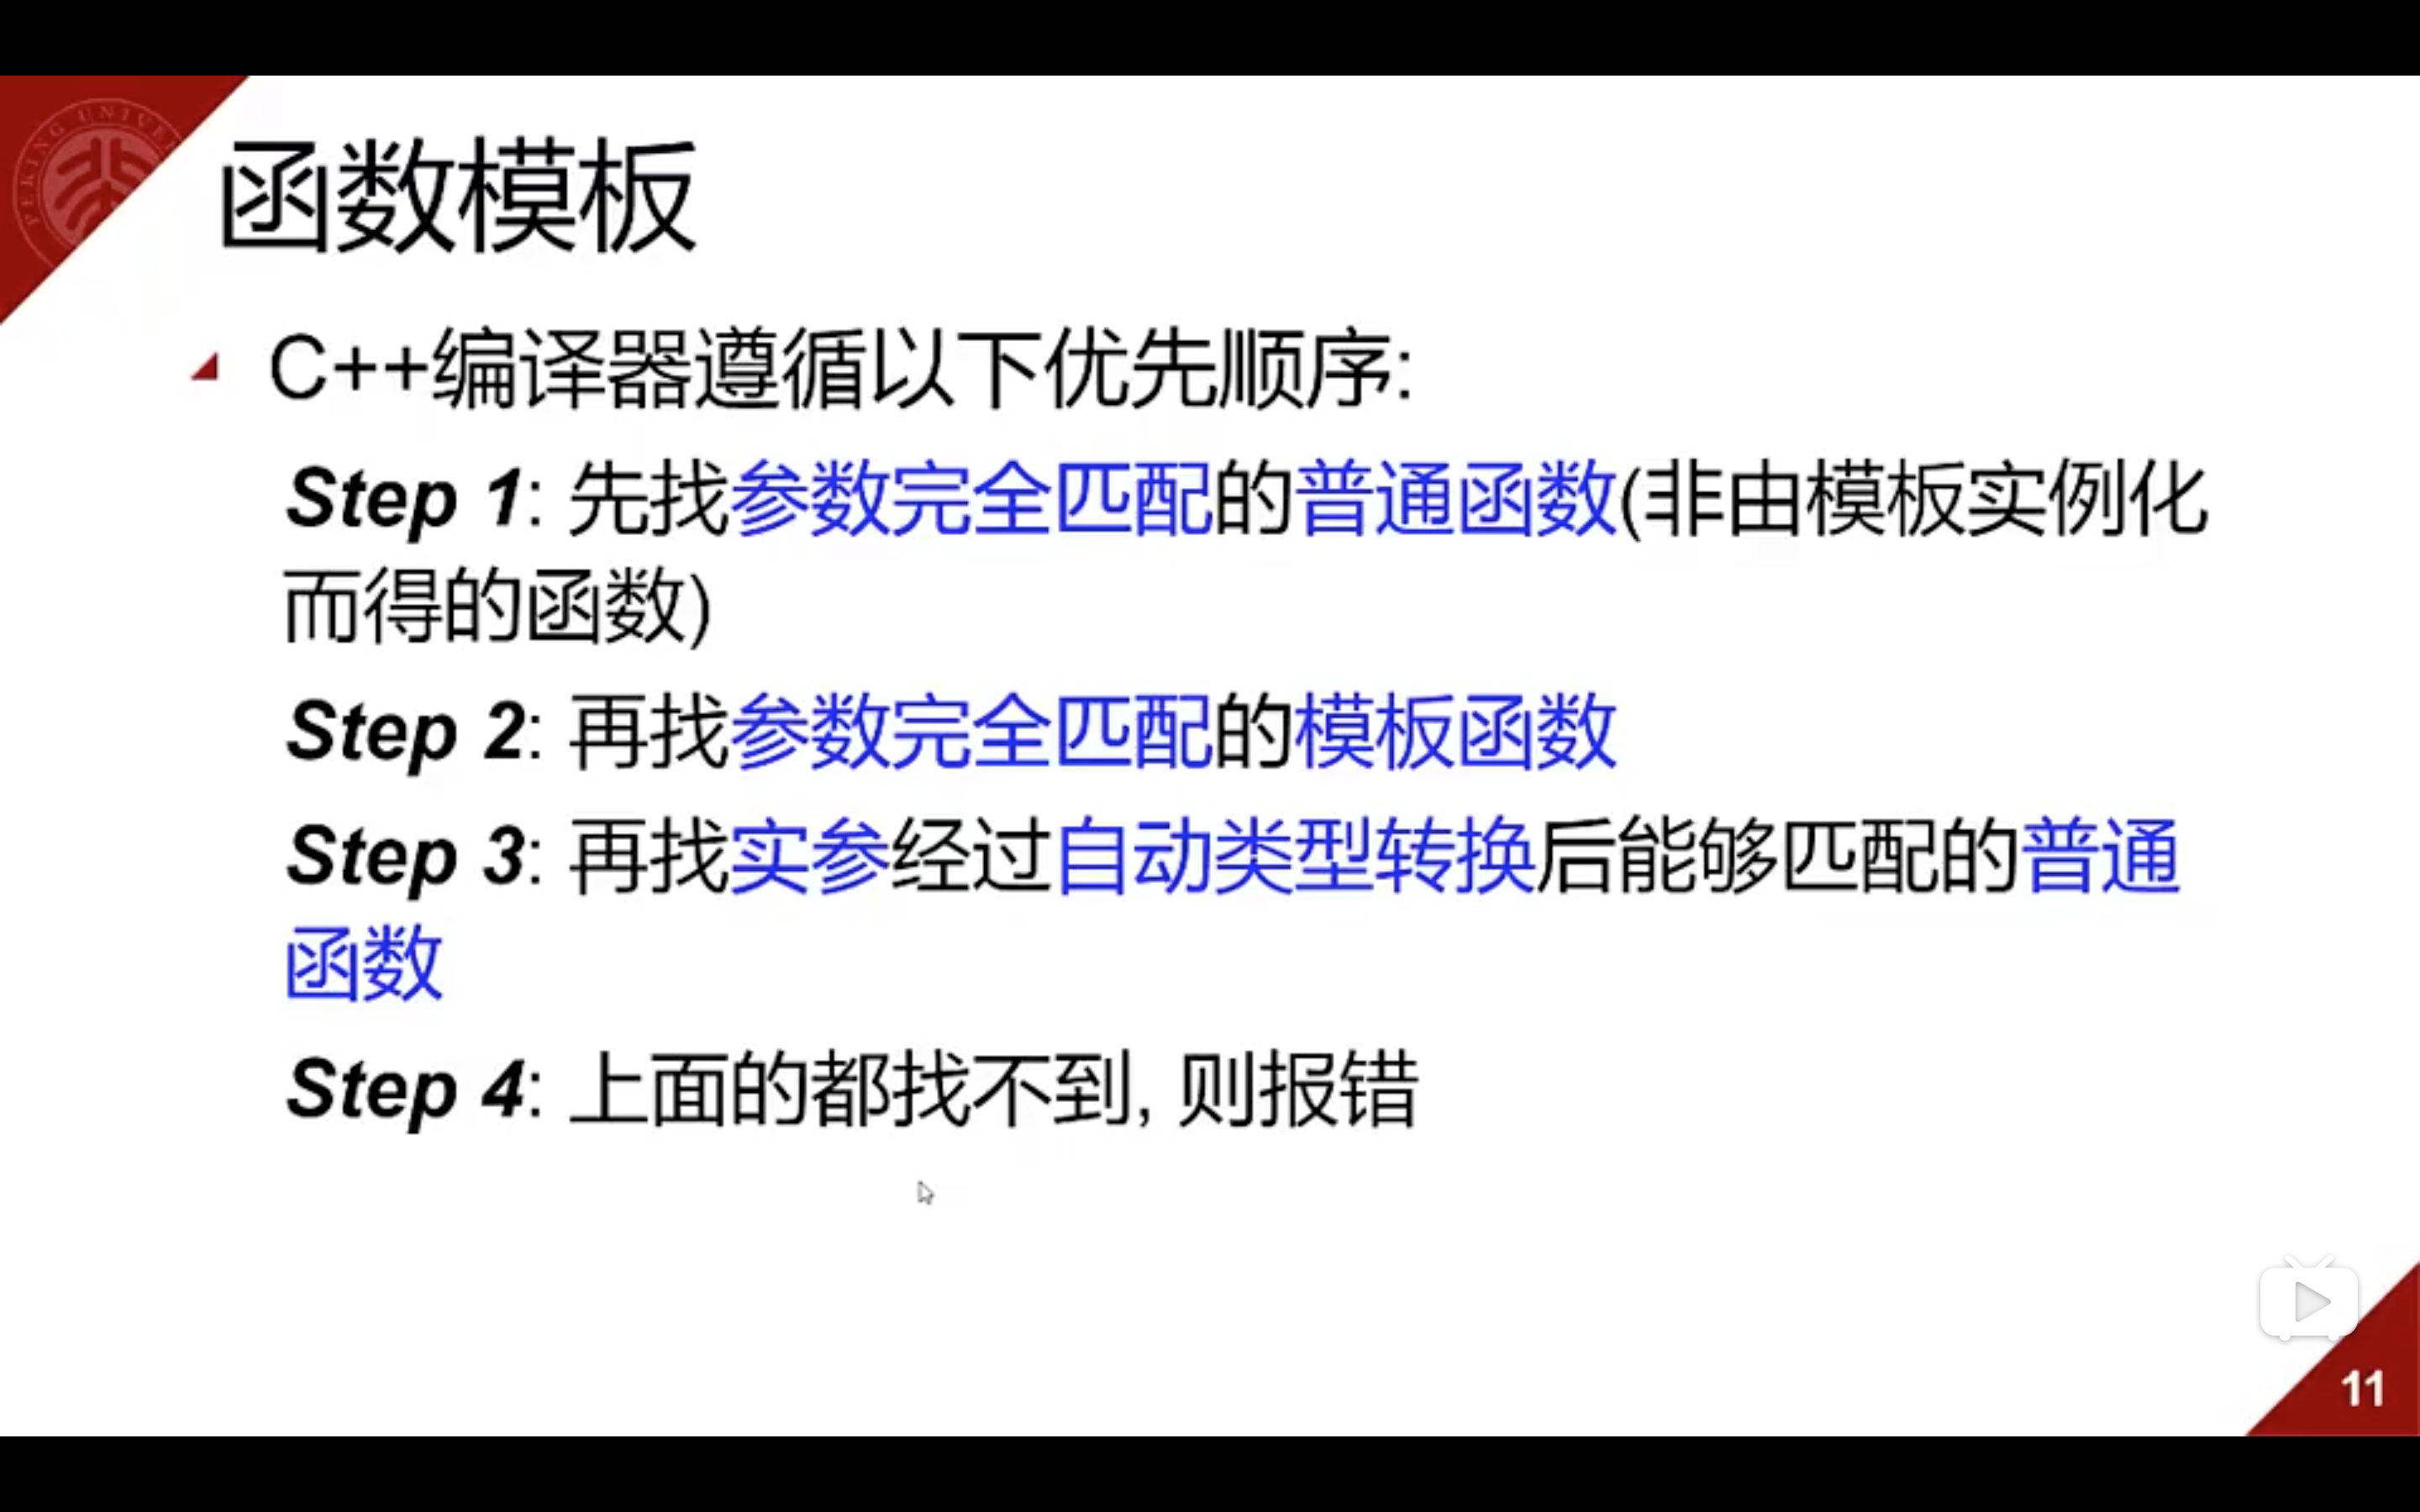 函数模板
C++编译器遵循以下优先顺序:
Step 1: 先找参数完全匹配的普通函数(非由模板实例化
而得的函数)
Step 2: 再找参数完全匹配的模板函数
Step 3: 再找实参经过自动类型转换后能够匹配的普通
函数
Step 4: 上面的都找不到, 则报错
11